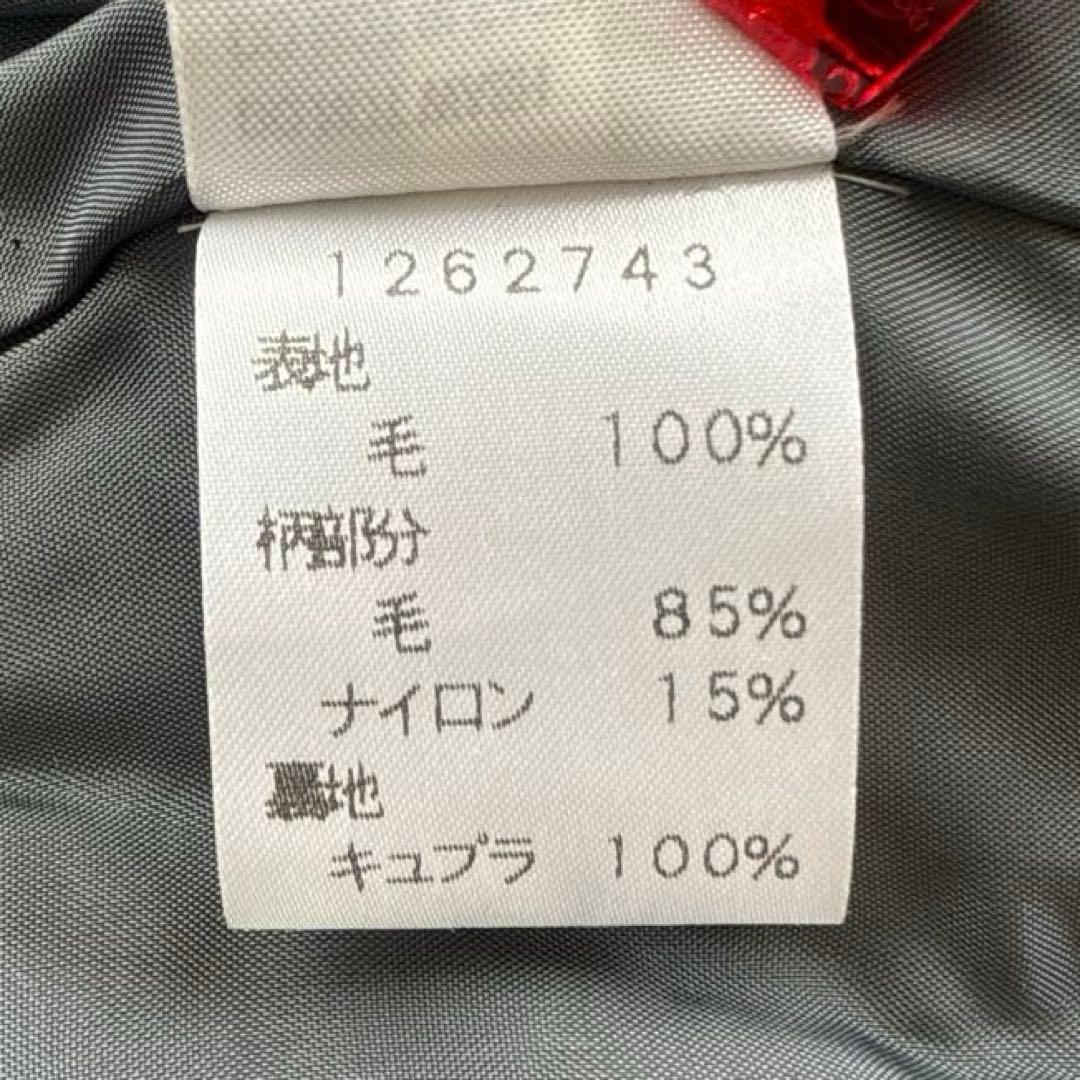 1262743
表地
毛 100%
柄部分
毛 85%
ナイロン 15%
裏地
キュプラ 100%